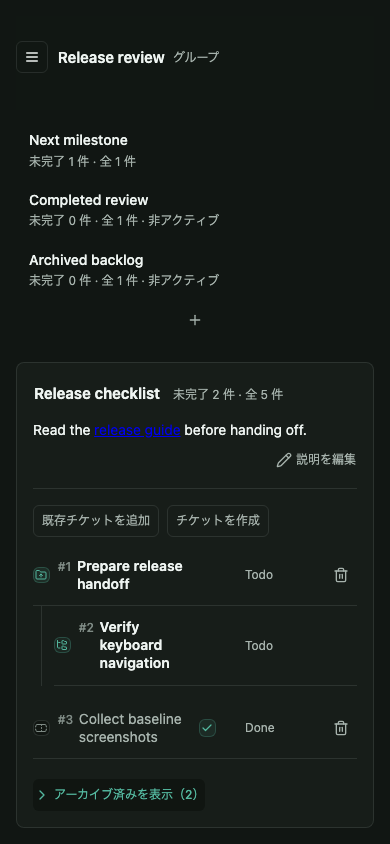 Release review グループ
Next milestone
未完了 1 件 · 全 1 件
Completed review
未完了 0 件 · 全 1 件 · 非アクティブ
Archived backlog
未完了 0 件 · 全 1 件 · 非アクティブ
+
Release checklist 未完了 2 件 · 全 5 件
Read the release guide before handing off.
説明を編集
既存チケットを追加 チケットを作成
#1 Prepare release Todo
handoff
#2 Verify Todo
keyboard
navigation
#3 Collect baseline Done
screenshots
アーカイブ済みを表示（2）